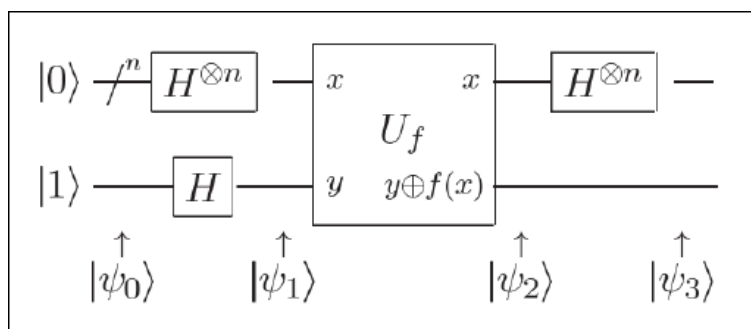 |0⟩ n H⊗n x x H⊗n
U_f
|1⟩ H y y⊕f(x)
↑ ↑ ↑ ↑
|ψ₀⟩ |ψ₁⟩ |ψ₂⟩ |ψ₃⟩